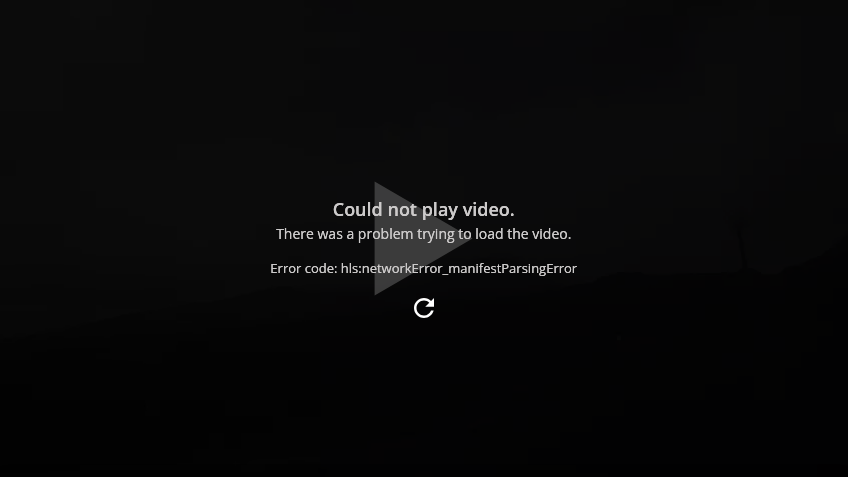 Could not play video.
There was a problem trying to load the video.
Error code: hls:networkError_manifestParsingError